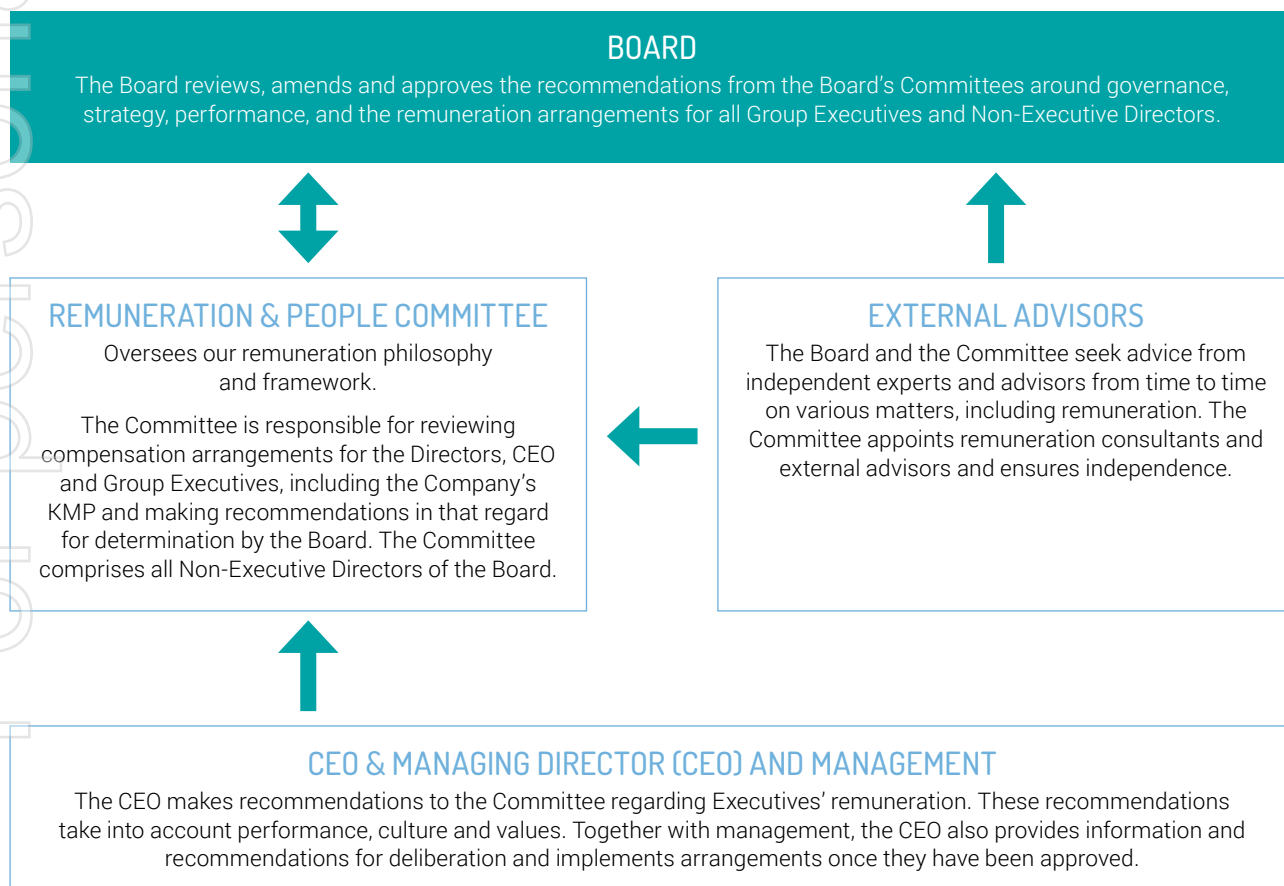 BOARD
The Board reviews, amends and approves the recommendations from the Board’s Committees around governance,
strategy, performance, and the remuneration arrangements for all Group Executives and Non-Executive Directors.
REMUNERATION & PEOPLE COMMITTEE
Oversees our remuneration philosophy
and framework.
The Committee is responsible for reviewing
compensation arrangements for the Directors, CEO
and Group Executives, including the Company’s
KMP and making recommendations in that regard
for determination by the Board. The Committee
comprises all Non-Executive Directors of the Board.
EXTERNAL ADVISORS
The Board and the Committee seek advice from
independent experts and advisors from time to time
on various matters, including remuneration. The
Committee appoints remuneration consultants and
external advisors and ensures independence.
CEO & MANAGING DIRECTOR (CEO) AND MANAGEMENT
The CEO makes recommendations to the Committee regarding Executives’ remuneration. These recommendations
take into account performance, culture and values. Together with management, the CEO also provides information and
recommendations for deliberation and implements arrangements once they have been approved.